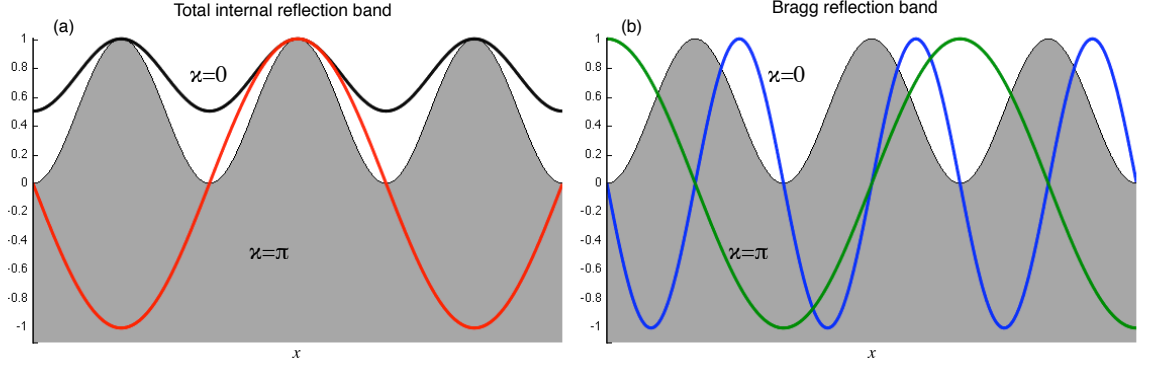 Total internal reflection band
(a)
1
0.8
0.6
0.4
0.2
0
-0.2
-0.4
-0.6
-0.8
-1
ϰ=0
ϰ=π
x
Bragg reflection band
(b)
1
0.8
0.6
0.4
0.2
0
-0.2
-0.4
-0.6
-0.8
-1
ϰ=0
ϰ=π
x